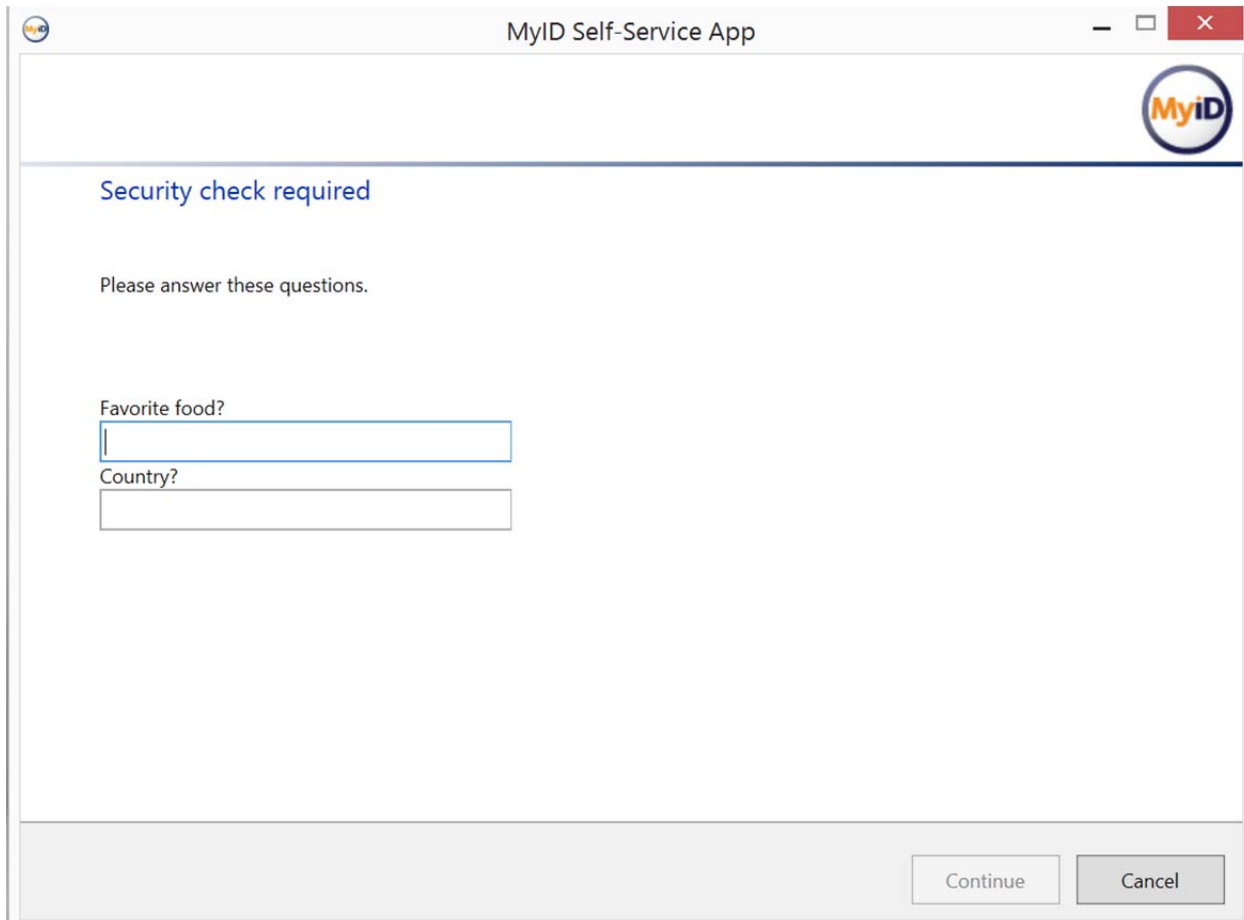 MyID Self-Service App
MyiD
Security check required
Please answer these questions.
Favorite food?
Country?
Continue
Cancel